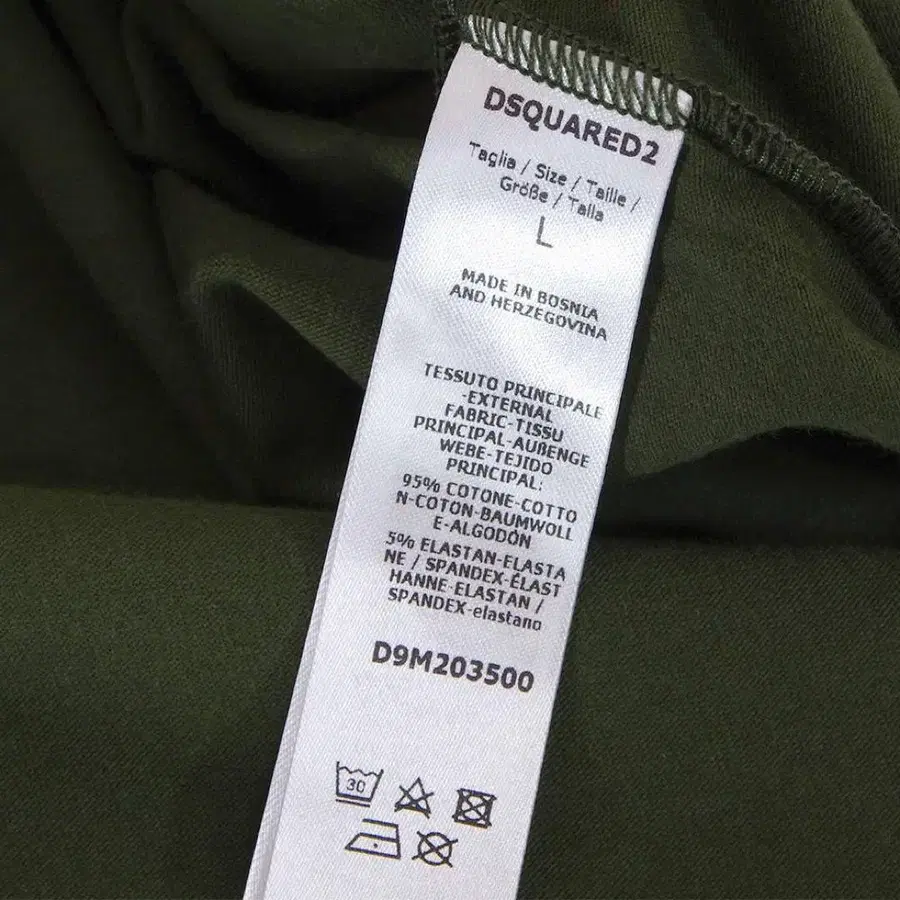 DSQUARED2
Taglia / Size / Taille /
Größe / Talla
L
MADE IN BOSNIA
AND HERZEGOVINA
TESSUTO PRINCIPALE
-EXTERNAL
FABRIC-TISSU
PRINCIPAL-AUßENGE
WEBE-TEJIDO
PRINCIPAL:
95% COTONE-COTTO
N-COTON-BAUMWOLL
E-ALGODÓN
5% ELASTAN-ELASTA
NE / SPANDEX-ÉLAST
HANNE-ELASTAN /
SPANDEX-elastano
D9M203500
30